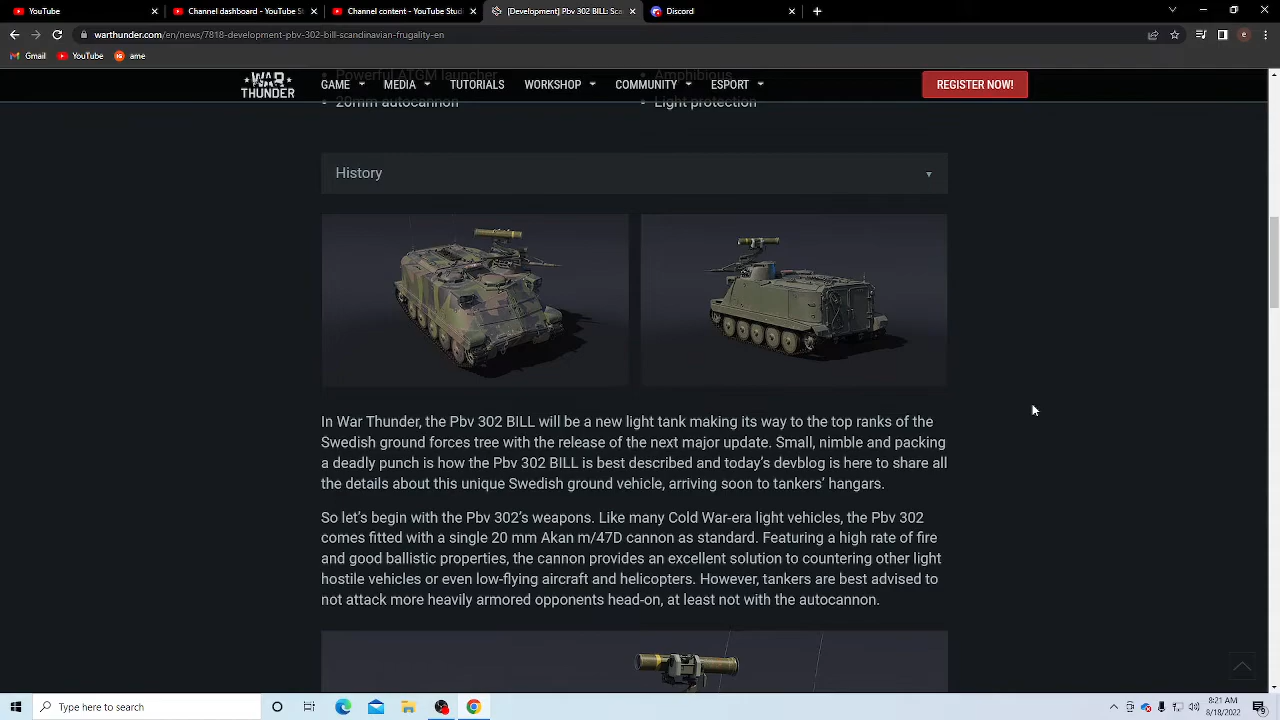 YouTube
Channel dashboard - YouTube S
Channel content - YouTube Studi
[Development] Pbv 302 BILL: Sca
Discord
warthunder.com/en/news/7818-development-pbv-302-bill-scandinavian-frugality-en
Gmail
YouTube
ame
Powerful ATGM launcher
Amphibious
WAR THUNDER
GAME
MEDIA
TUTORIALS
WORKSHOP
COMMUNITY
ESPORT
REGISTER NOW!
20mm autocannon
Light protection
History
In War Thunder, the Pbv 302 BILL will be a new light tank making its way to the top ranks of the
Swedish ground forces tree with the release of the next major update. Small, nimble and packing
a deadly punch is how the Pbv 302 BILL is best described and today's devblog is here to share all
the details about this unique Swedish ground vehicle, arriving soon to tankers' hangars.
So let's begin with the Pbv 302's weapons. Like many Cold War-era light vehicles, the Pbv 302
comes fitted with a single 20 mm Akan m/47D cannon as standard. Featuring a high rate of fire
and good ballistic properties, the cannon provides an excellent solution to countering other light
hostile vehicles or even low-flying aircraft and helicopters. However, tankers are best advised to
not attack more heavily armored opponents head-on, at least not with the autocannon.
Type here to search
8:21 AM
8/18/2022